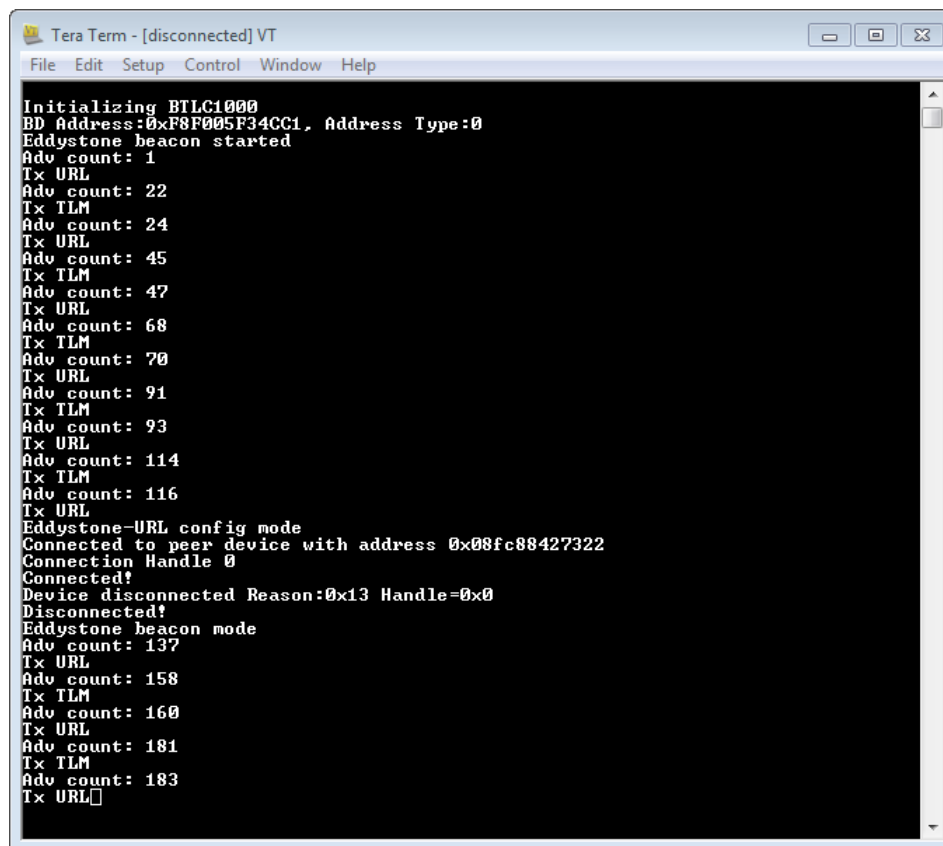 Tera Term - [disconnected] VT
File Edit Setup Control Window Help
Initializing BTLC1000
BD Address:0xF8F005F34CC1, Address Type:0
Eddystone beacon started
Adv count: 1
Tx URL
Adv count: 22
Tx TLM
Adv count: 24
Tx URL
Adv count: 45
Tx TLM
Adv count: 47
Tx URL
Adv count: 68
Tx TLM
Adv count: 70
Tx URL
Adv count: 91
Tx TLM
Adv count: 93
Tx URL
Adv count: 114
Tx TLM
Adv count: 116
Tx URL
Eddystone-URL config mode
Connected to peer device with address 0x08fc88427322
Connection Handle 0
Connected!
Device disconnected Reason:0x13 Handle=0x0
Disconnected!
Eddystone beacon mode
Adv count: 137
Tx URL
Adv count: 158
Tx TLM
Adv count: 160
Tx URL
Adv count: 181
Tx TLM
Adv count: 183
Tx URL